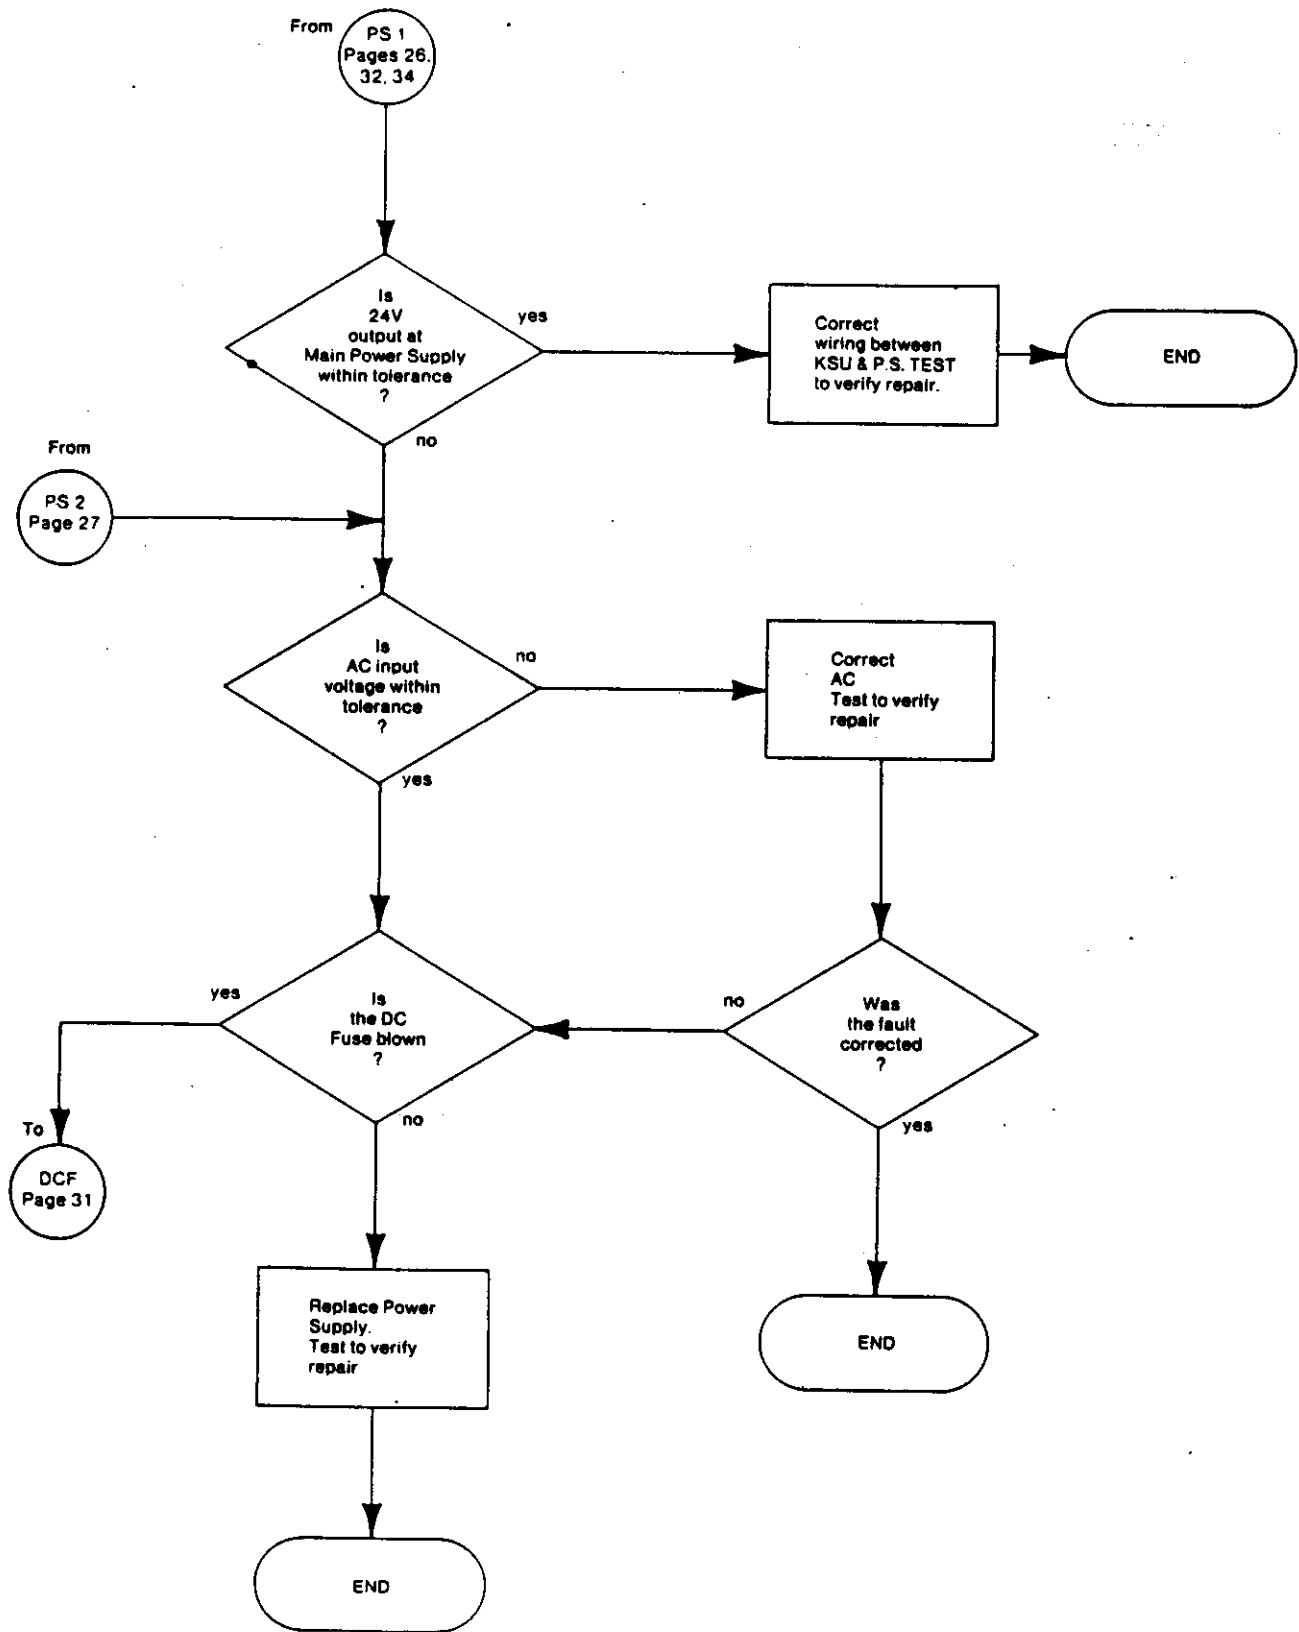 From
PS 1
Pages 26,
32, 34
Is
24V
output at
Main Power Supply
within tolerance
?
yes
no
Correct
wiring between
KSU & P.S. TEST
to verify repair.
END
From
PS 2
Page 27
Is
AC input
voltage within
tolerance
?
no
yes
Correct
AC
Test to verify
repair
Is
the DC
Fuse blown
?
yes
no
Was
the fault
corrected
?
no
yes
To
DCF
Page 31
Replace Power
Supply.
Test to verify
repair
END
END